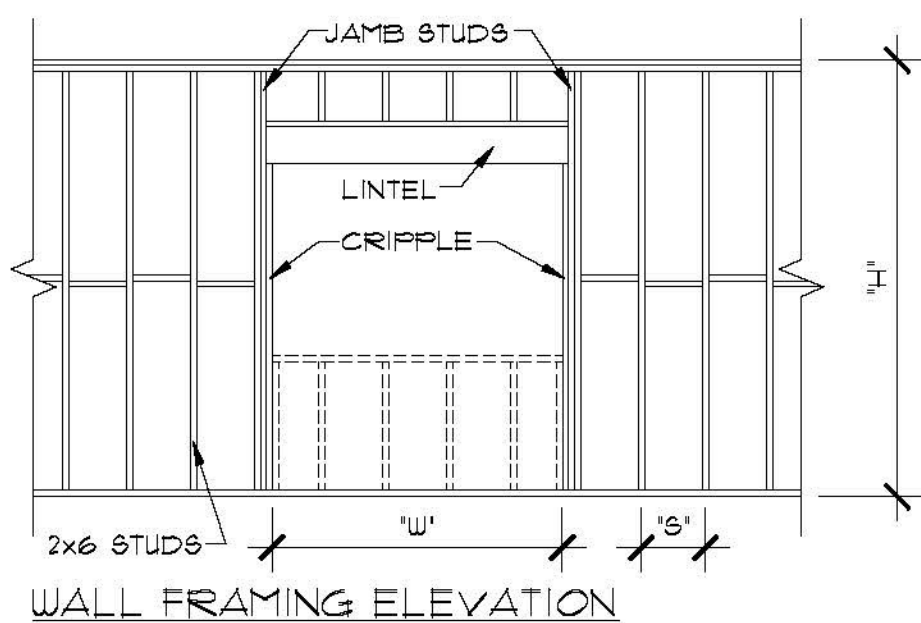 JAMB STUDS
LINTEL
CRIPPLE
"H"
"W'
"S"
2x6 STUDS
WALL FRAMING ELEVATION